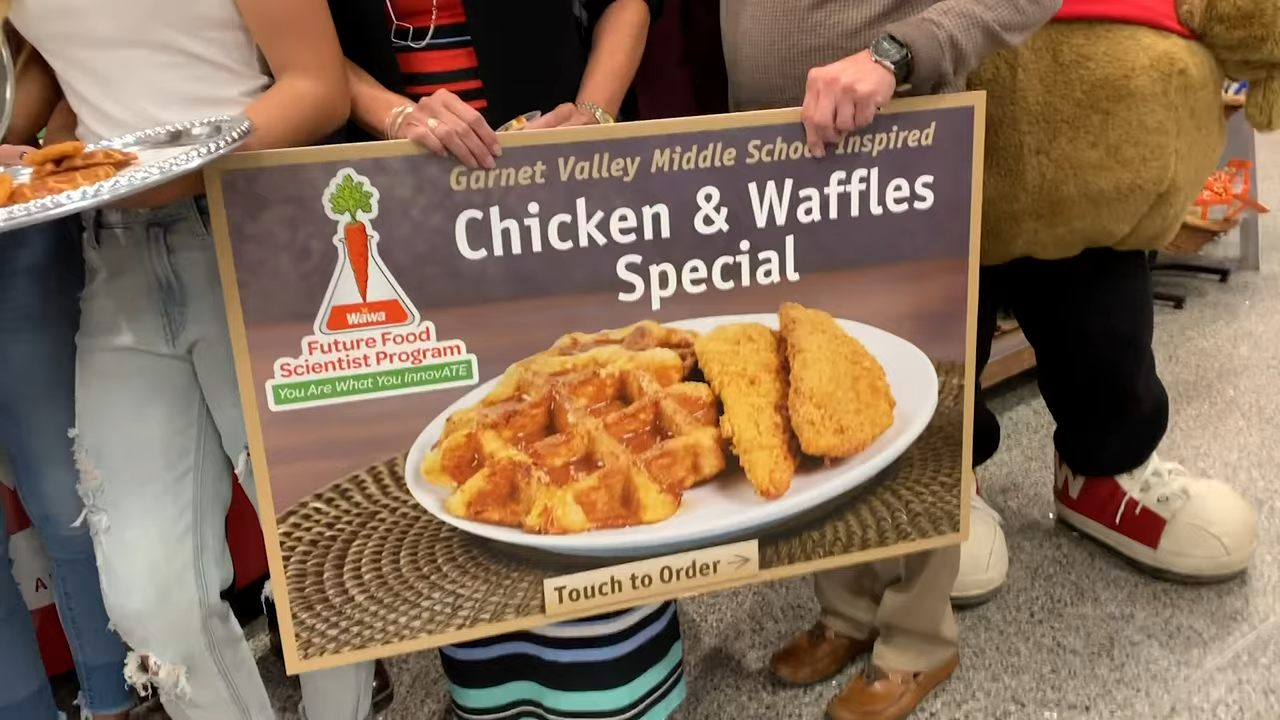 Garnet Valley Middle School Inspired
Chicken & Waffles
Special
Wawa
Future Food
Scientist Program
You Are What You InnovATE
Touch to Order →
A
W